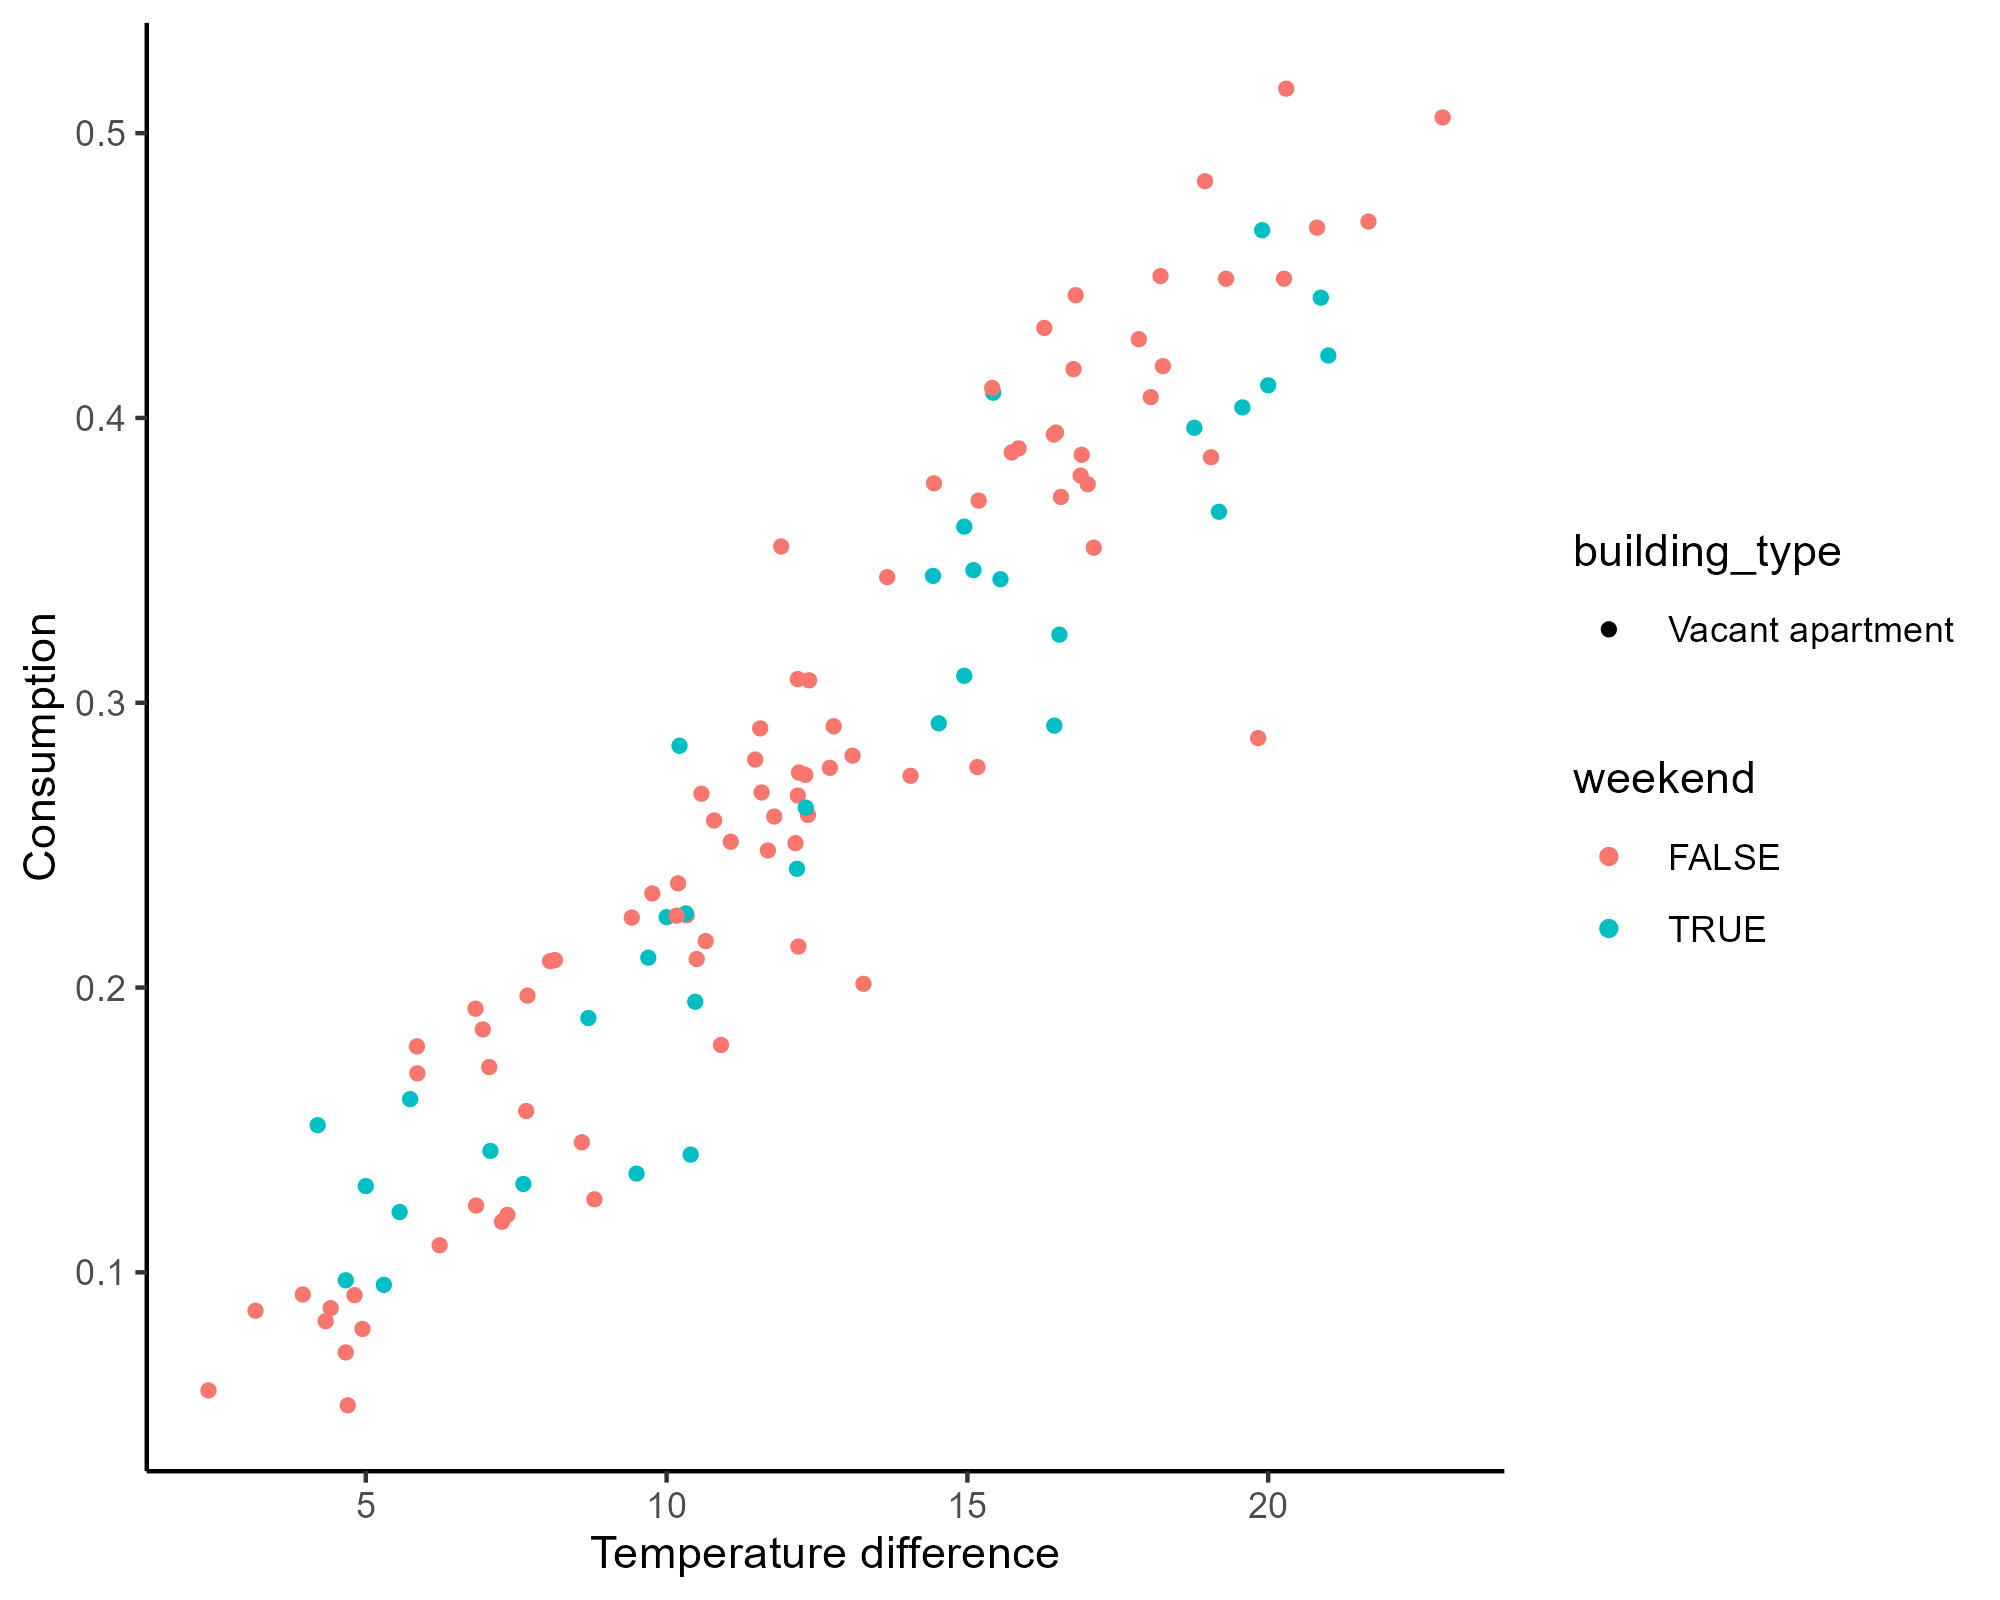 0.5
0.4
0.3
0.2
0.1
Consumption
5
10
15
20
Temperature difference
building_type
Vacant apartment
weekend
FALSE
TRUE